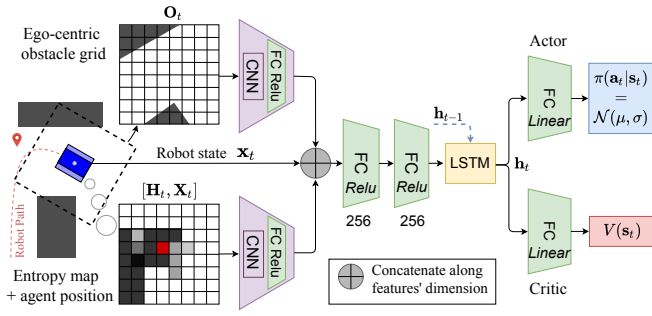 O_t
Ego-centric
obstacle grid
CNN
FC Relu
Robot state x_t
Robot Path
[H_t, X_t]
Entropy map
+ agent position
CNN
FC Relu
FC
Relu
256
FC
Relu
256
h_{t-1}
LSTM
h_t
Concatenate along
features' dimension
Actor
FC
Linear
π(a_t|s_t)
=
N(μ, σ)
FC
Linear
V(s_t)
Critic